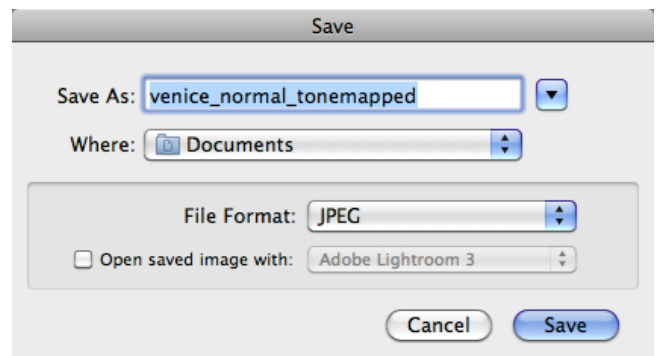 Save
Save As: venice_normal_tonemapped
Where: Documents
File Format: JPEG
Open saved image with: Adobe Lightroom 3
Cancel Save